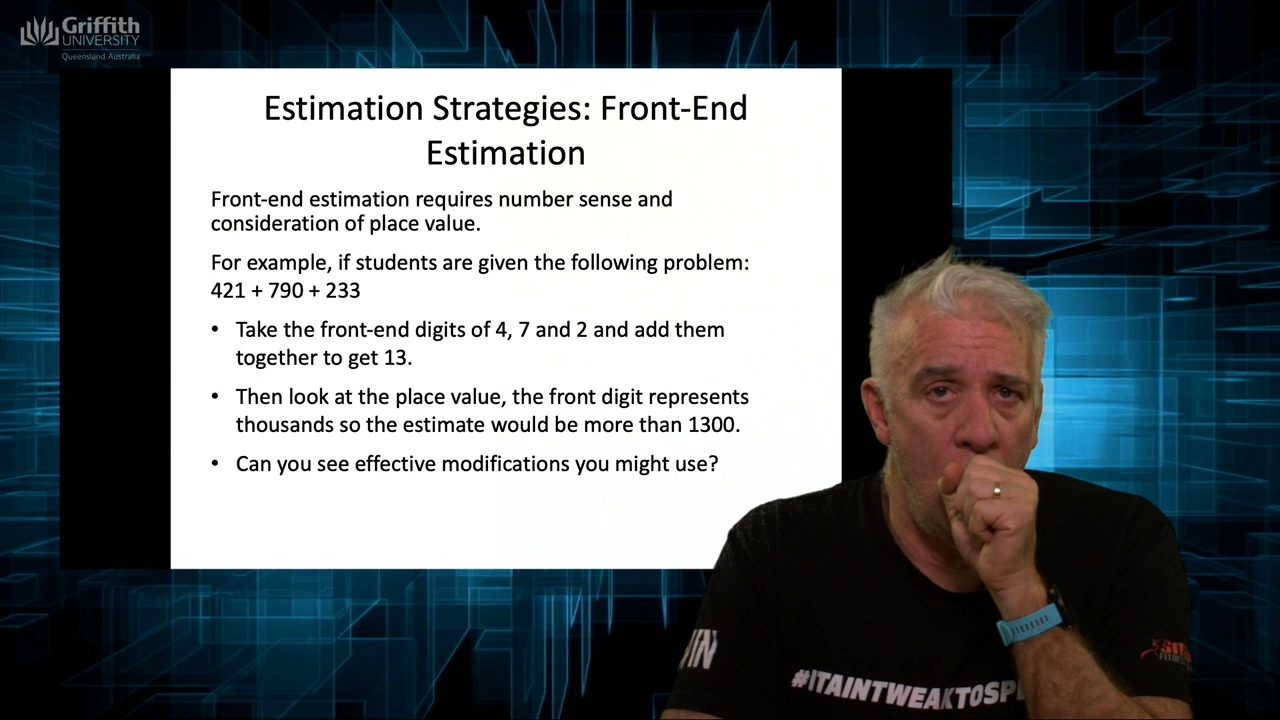 Griffith
UNIVERSITY
Queensland, Australia
Estimation Strategies: Front-End
Estimation
Front-end estimation requires number sense and
consideration of place value.
For example, if students are given the following problem:
421 + 790 + 233
• Take the front-end digits of 4, 7 and 2 and add them
together to get 13.
• Then look at the place value, the front digit represents
thousands so the estimate would be more than 1300.
• Can you see effective modifications you might use?